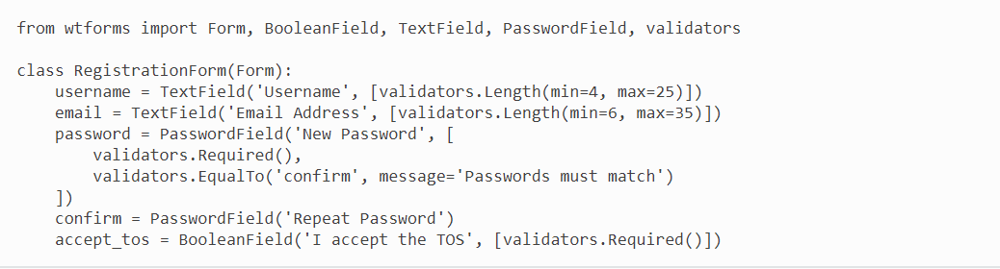 from wtforms import Form, BooleanField, TextField, PasswordField, validators

class RegistrationForm(Form):
    username = TextField('Username', [validators.Length(min=4, max=25)])
    email = TextField('Email Address', [validators.Length(min=6, max=35)])
    password = PasswordField('New Password', [
        validators.Required(),
        validators.EqualTo('confirm', message='Passwords must match')
    ])
    confirm = PasswordField('Repeat Password')
    accept_tos = BooleanField('I accept the TOS', [validators.Required()])